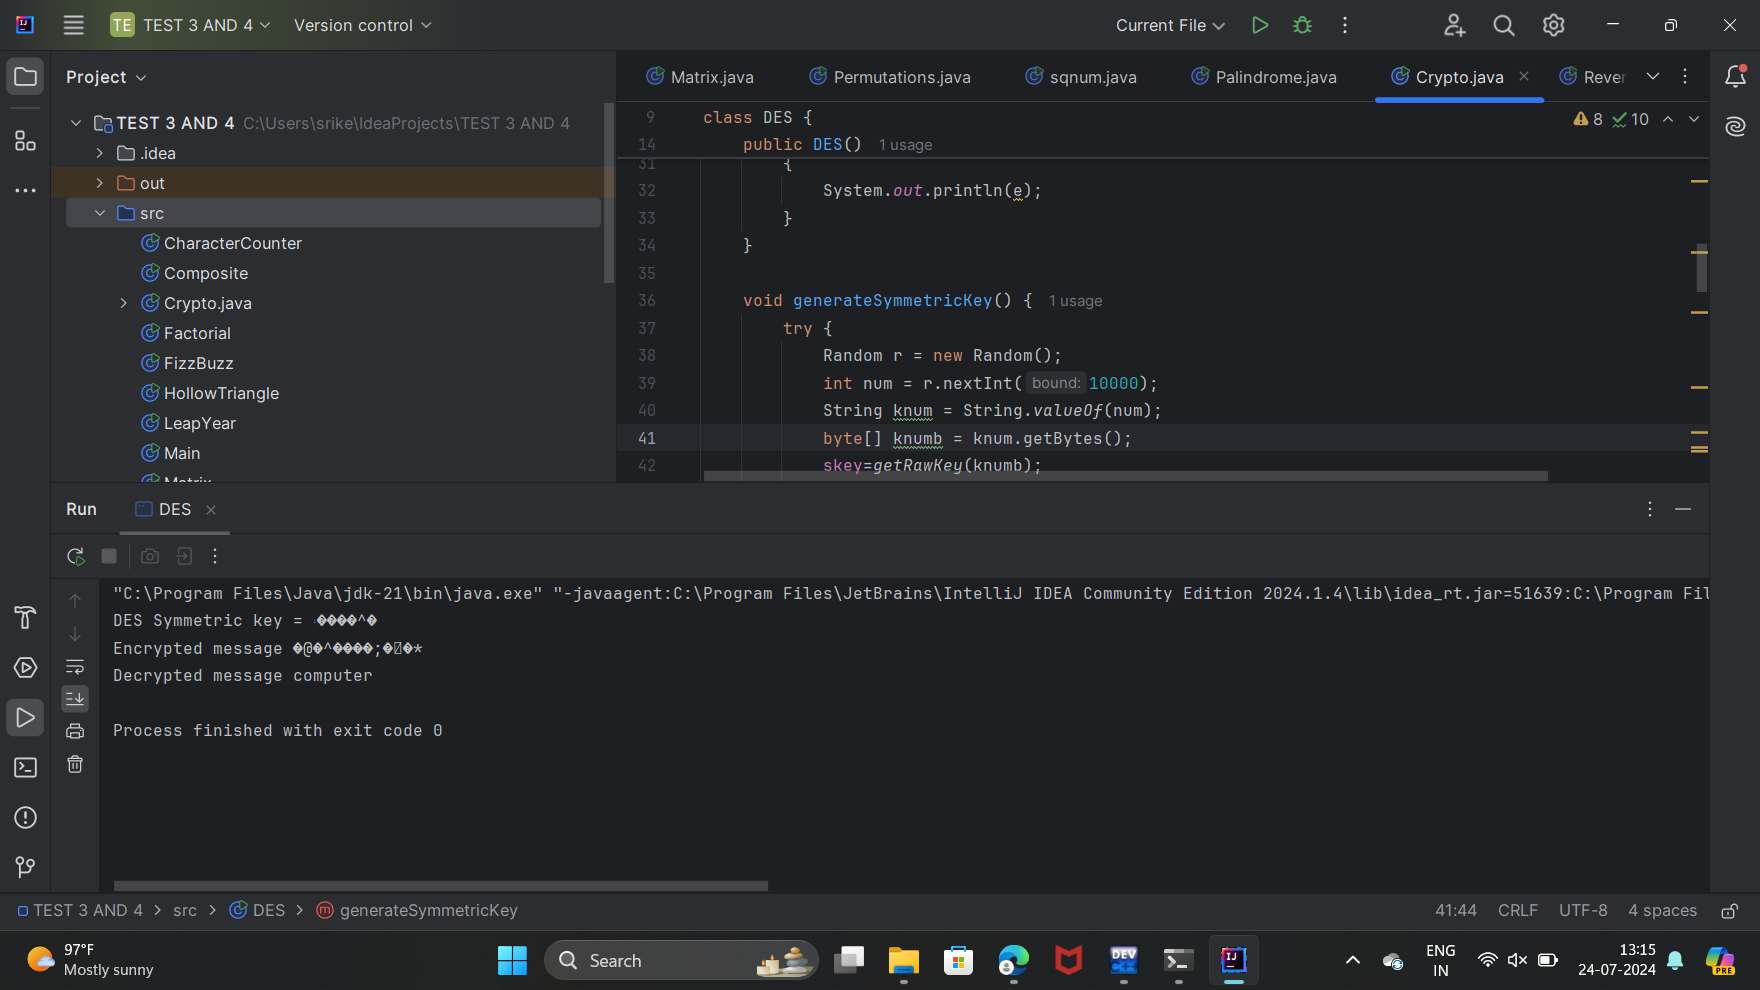 TE TEST 3 AND 4 Version control Current File
Project
TEST 3 AND 4 C:\Users\srike\IdeaProjects\TEST 3 AND 4
.idea
out
src
CharacterCounter
Composite
Crypto.java
Factorial
FizzBuzz
HollowTriangle
LeapYear
Main
Matrix
Matrix.java Permutations.java sqnum.java Palindrome.java Crypto.java Rever
8 10
9 class DES {
14 public DES() 1 usage
31 {
32 System.out.println(e);
33 }
34 }
35
36 void generateSymmetricKey() { 1 usage
37 try {
38 Random r = new Random();
39 int num = r.nextInt( bound: 10000);
40 String knum = String.valueOf(num);
41 byte[] knumb = knum.getBytes();
42 skey=getRawKey(knumb);
Run DES
"C:\Program Files\Java\jdk-21\bin\java.exe" "-javaagent:C:\Program Files\JetBrains\IntelliJ IDEA Community Edition 2024.1.4\lib\idea_rt.jar=51639:C:\Program Fil
DES Symmetric key = ����^�
Encrypted message �@�^����;��*
Decrypted message computer
Process finished with exit code 0
TEST 3 AND 4 > src > DES > generateSymmetricKey 41:44 CRLF UTF-8 4 spaces
97°F
Mostly sunny
Search
DEV C++
IJ
ENG
IN
13:15
24-07-2024
PRE